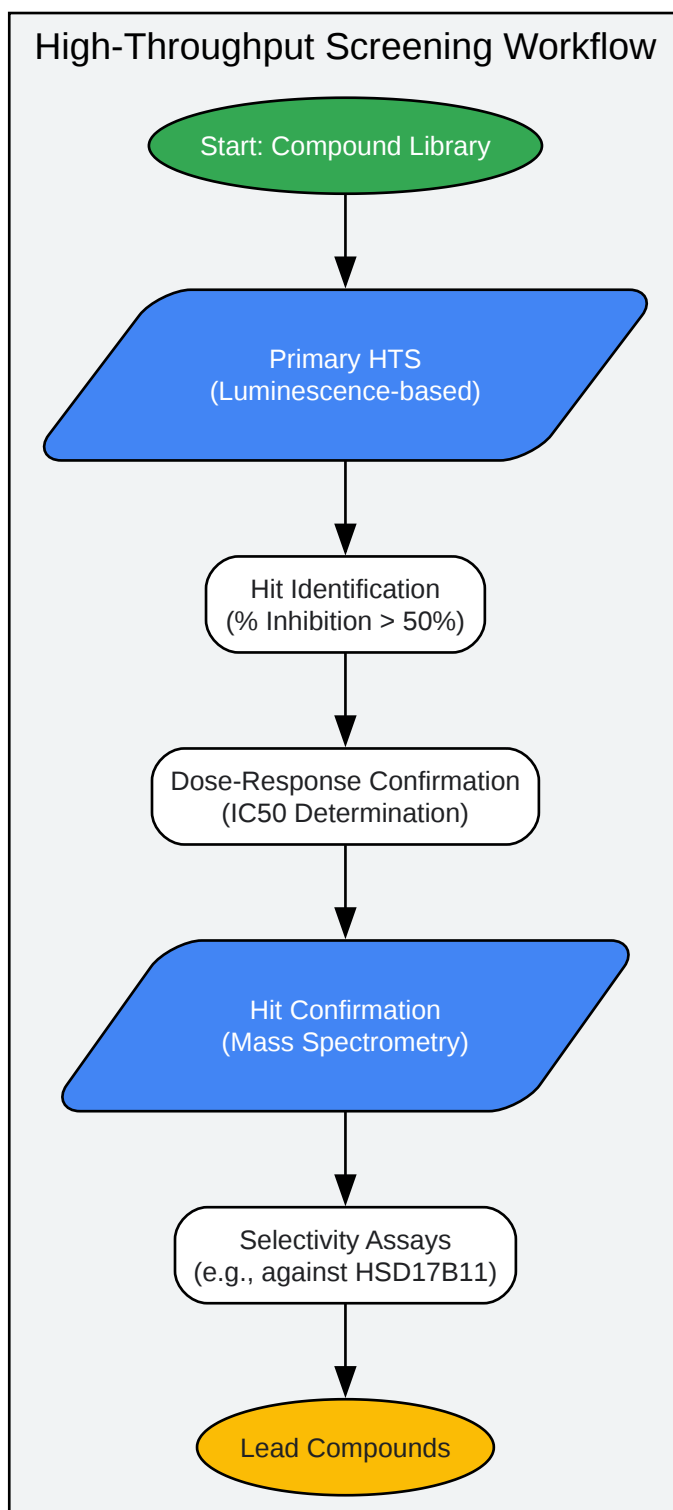 High-Throughput Screening Workflow
Start: Compound Library
Primary HTS
(Luminescence-based)
Hit Identification
(% Inhibition > 50%)
Dose-Response Confirmation
(IC50 Determination)
Hit Confirmation
(Mass Spectrometry)
Selectivity Assays
(e.g., against HSD17B11)
Lead Compounds